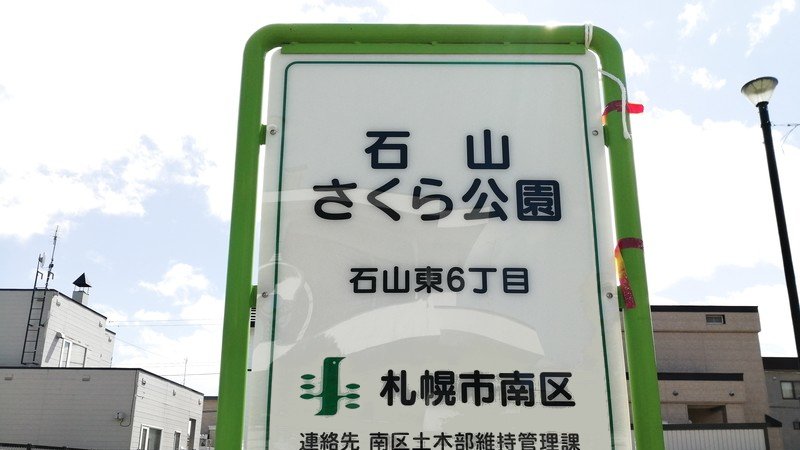 石山
さくら公園
石山東6丁目
札幌市南区
連絡先 南区土木部維持管理課